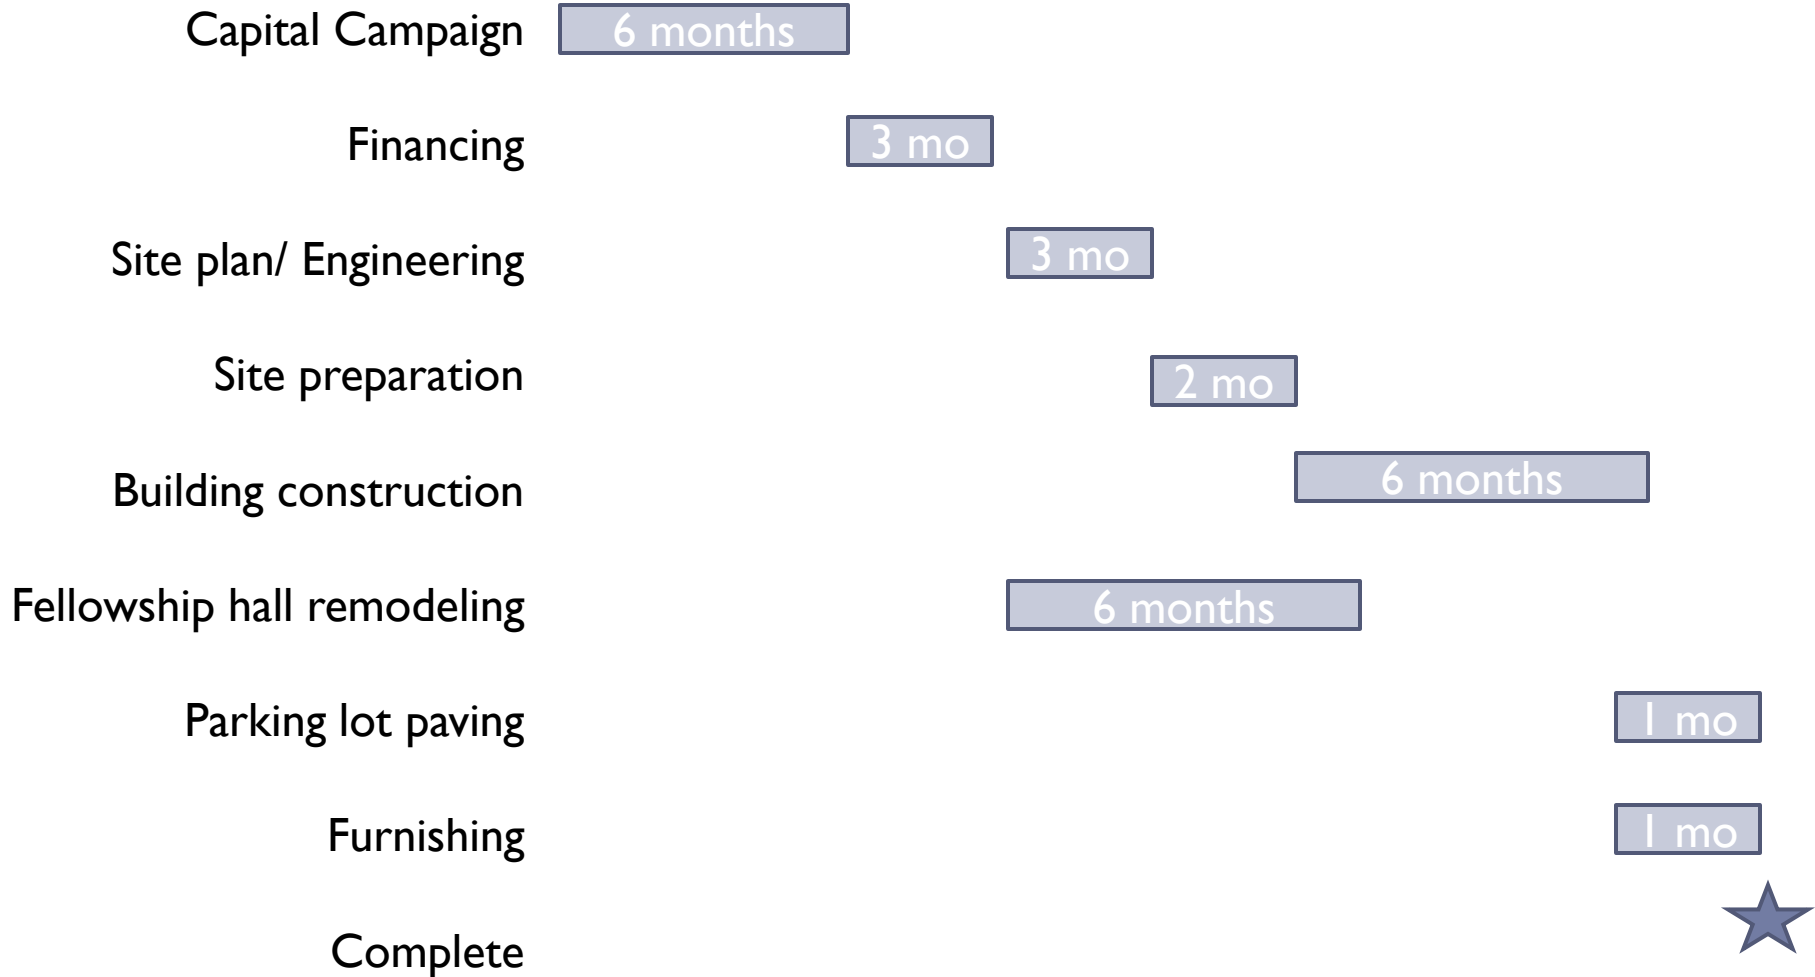 Capital Campaign 6 months
Financing 3 mo
Site plan/ Engineering 3 mo
Site preparation 2 mo
Building construction 6 months
Fellowship hall remodeling 6 months
Parking lot paving 1 mo
Furnishing 1 mo
Complete